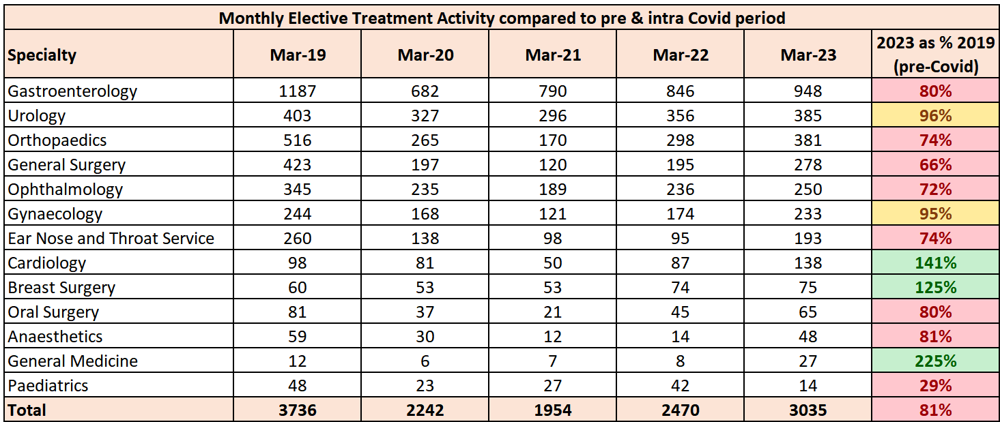 Monthly Elective Treatment Activity compared to pre & intra Covid period
Specialty Mar-19 Mar-20 Mar-21 Mar-22 Mar-23 2023 as % 2019
(pre-Covid)
Gastroenterology 1187 682 790 846 948 80%
Urology 403 327 296 356 385 96%
Orthopaedics 516 265 170 298 381 74%
General Surgery 423 197 120 195 278 66%
Ophthalmology 345 235 189 236 250 72%
Gynaecology 244 168 121 174 233 95%
Ear Nose and Throat Service 260 138 98 95 193 74%
Cardiology 98 81 50 87 138 141%
Breast Surgery 60 53 53 74 75 125%
Oral Surgery 81 37 21 45 65 80%
Anaesthetics 59 30 12 14 48 81%
General Medicine 12 6 7 8 27 225%
Paediatrics 48 23 27 42 14 29%
Total 3736 2242 1954 2470 3035 81%